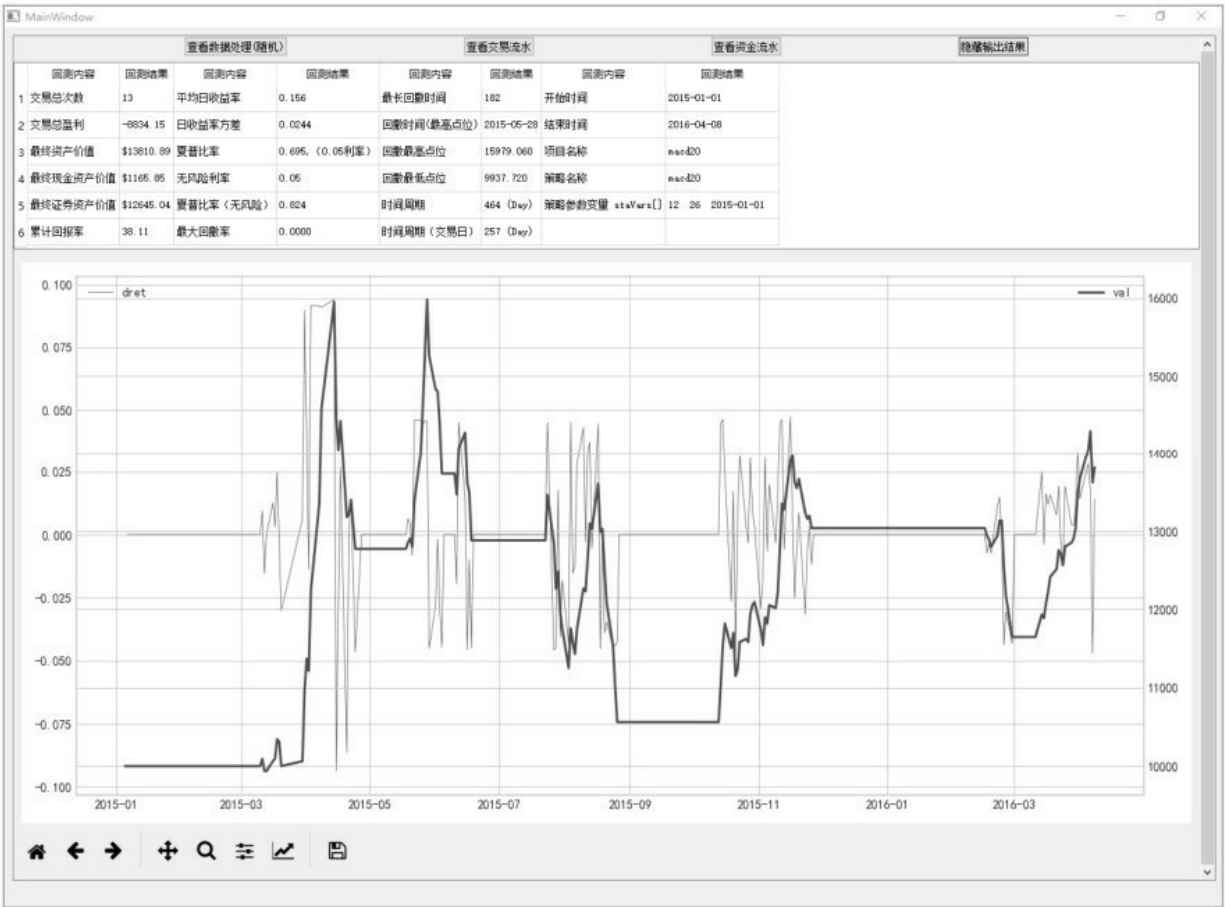 MainWindow
查看数据处理(随机) 查看交易流水 查看资金流水 隐藏输出结果
回测内容 回测结果 回测内容 回测结果 回测内容 回测结果 回测内容 回测结果
1 交易总次数 13 平均日收益率 0.156 最长回撤时间 182 开始时间 2015-01-01
2 交易总盈利 -6834.15 日收益率方差 0.0244 回撤时间(最高点位) 2015-05-28 结束时间 2016-04-08
3 最终资产价值 $13810.89 夏普比率 0.695, (0.05利率) 回撤最高点位 15979.060 项目名称 macd20
4 最终现金资产价值 $1165.85 无风险利率 0.05 回撤最低点位 9937.720 策略名称 macd20
5 最终证券资产价值 $12645.04 夏普比率（无风险） 0.824 时间周期 464 (Day) 策略参数变量 staVars[] 12 26 2015-01-01
6 累计回报率 38.11 最大回撤率 0.0000 时间周期（交易日） 257 (Day)
dret val
0.100
0.075
0.050
0.025
0.000
-0.025
-0.050
-0.075
-0.100
16000
15000
14000
13000
12000
11000
10000
2015-01 2015-03 2015-05 2015-07 2015-09 2015-11 2016-01 2016-03